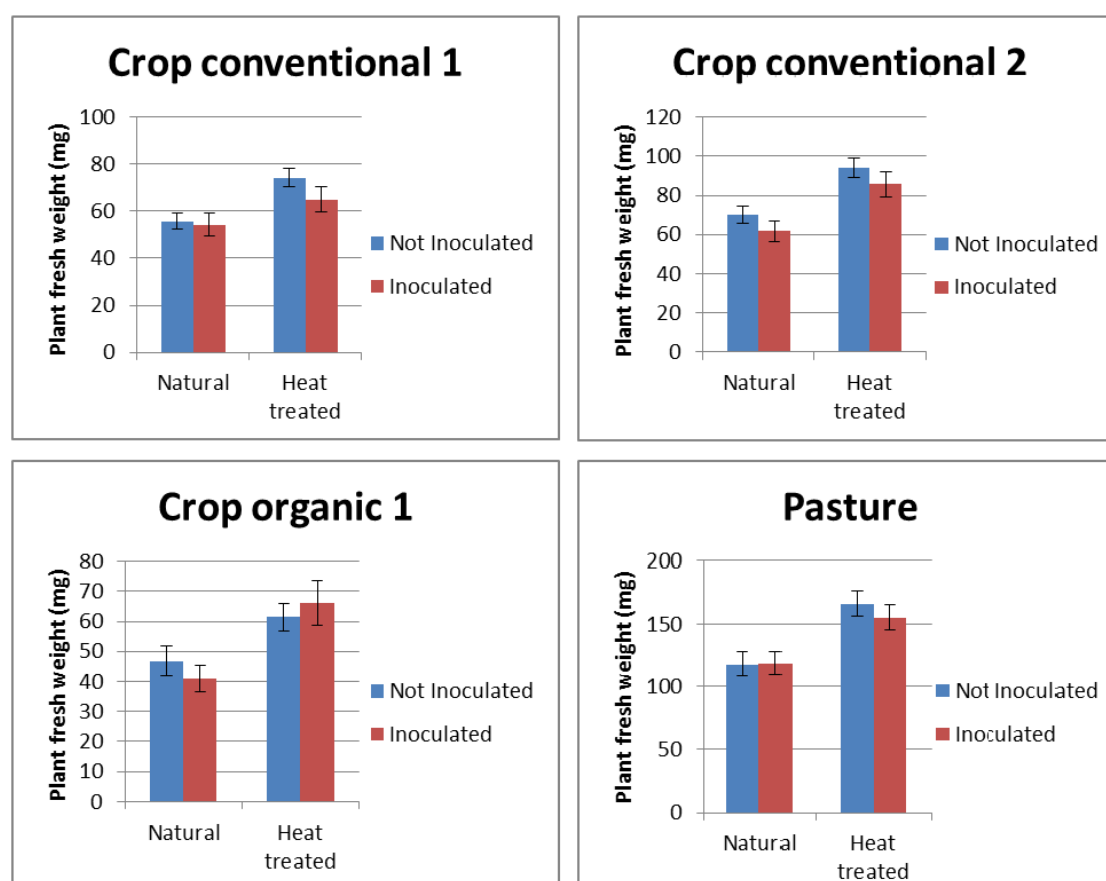 Crop conventional 1
Plant fresh weight (mg)
100
80
60
40
20
0
Natural
Heat
treated
Not Inoculated
Inoculated
Crop conventional 2
Plant fresh weight (mg)
120
100
80
60
40
20
0
Natural
Heat
treated
Not Inoculated
Inoculated
Crop organic 1
Plant fresh weight (mg)
80
70
60
50
40
30
20
10
0
Natural
Heat
treated
Not Inoculated
Inoculated
Pasture
Plant fresh weight (mg)
200
150
100
50
0
Natural
Heat
treated
Not Inoculated
Inoculated